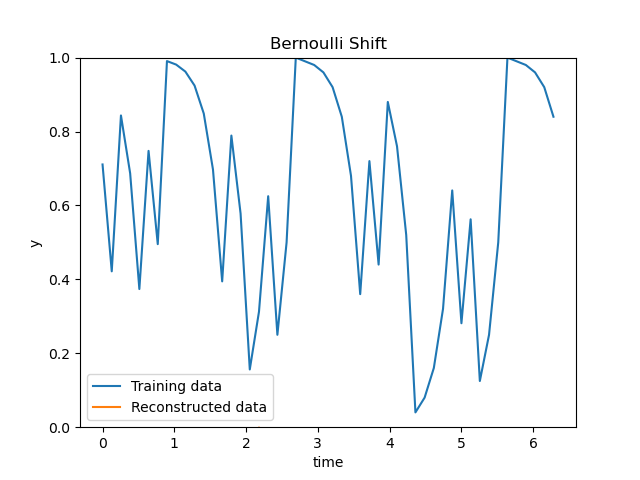 Bernoulli Shift
1.0
0.8
0.6
y
0.4
0.2
0.0
Training data
Reconstructed data
0 1 2 3 4 5 6
time